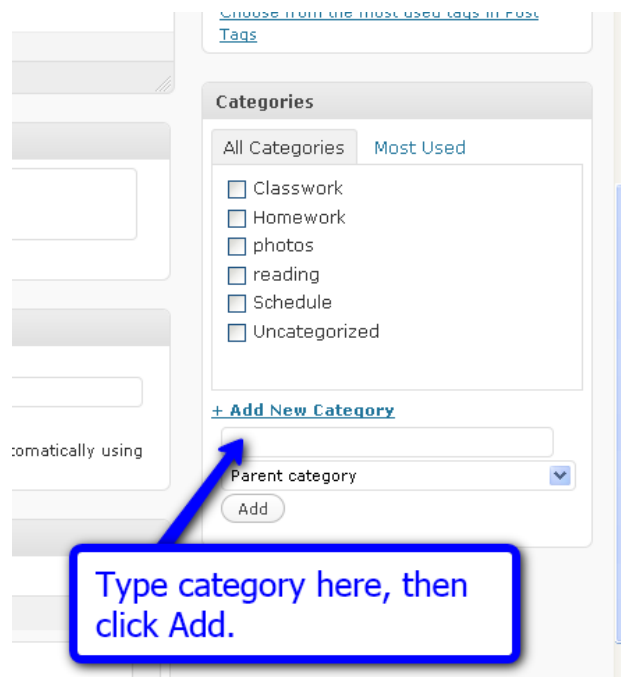 Choose from the most used tags in Post
Tags
Categories
All Categories Most Used
Classwork
Homework
photos
reading
Schedule
Uncategorized
+ Add New Category
tomatically using
Parent category
Add
Type category here, then
click Add.